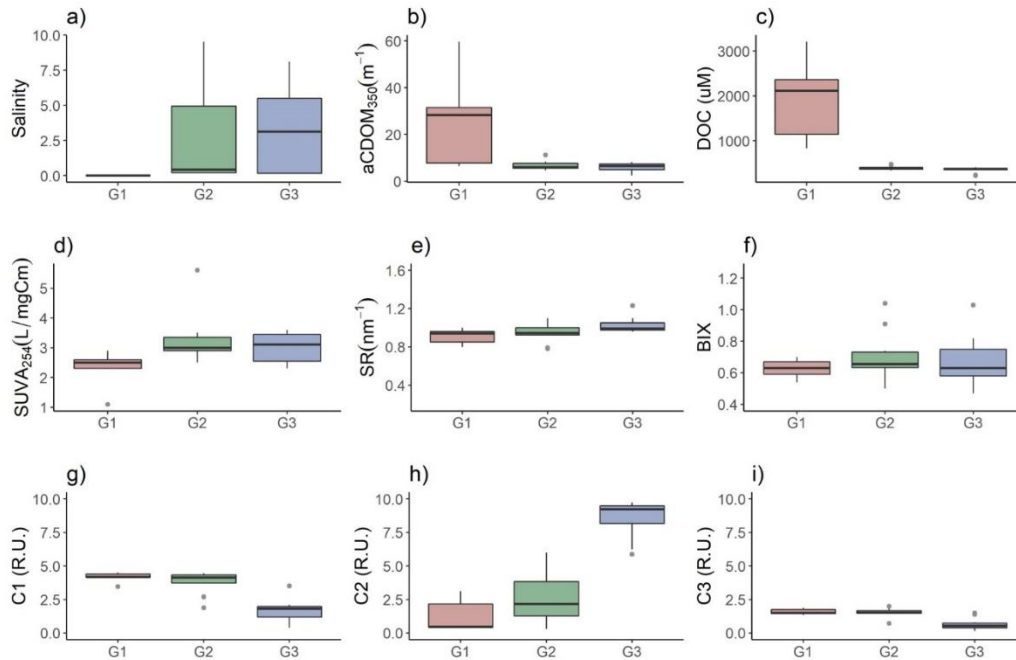 a)
Salinity
10.0
7.5
5.0
2.5
0.0
G1 G2 G3
b)
aCDOM₃₅₀(m⁻¹)
60
40
20
0
G1 G2 G3
c)
DOC (uM)
3000
2000
1000
G1 G2 G3
d)
SUVA₂₅₄(L/mgCm)
5
4
3
2
1
G1 G2 G3
e)
SR(nm⁻¹)
1.6
1.2
0.8
0.4
G1 G2 G3
f)
BIX
1.2
1.0
0.8
0.6
0.4
G1 G2 G3
g)
C1 (R.U.)
10.0
7.5
5.0
2.5
0.0
G1 G2 G3
h)
C2 (R.U.)
10.0
7.5
5.0
2.5
0.0
G1 G2 G3
i)
C3 (R.U.)
10.0
7.5
5.0
2.5
0.0
G1 G2 G3